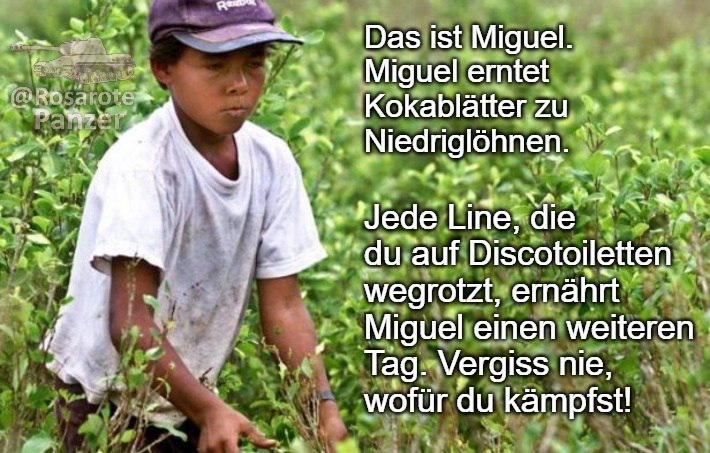 Reebok
@Rosarote
Panzer
Das ist Miguel.
Miguel erntet
Kokablätter zu
Niedriglöhnen.
Jede Line, die
du auf Discotoiletten
wegrotzt, ernährt
Miguel einen weiteren
Tag. Vergiss nie,
wofür du kämpfst!